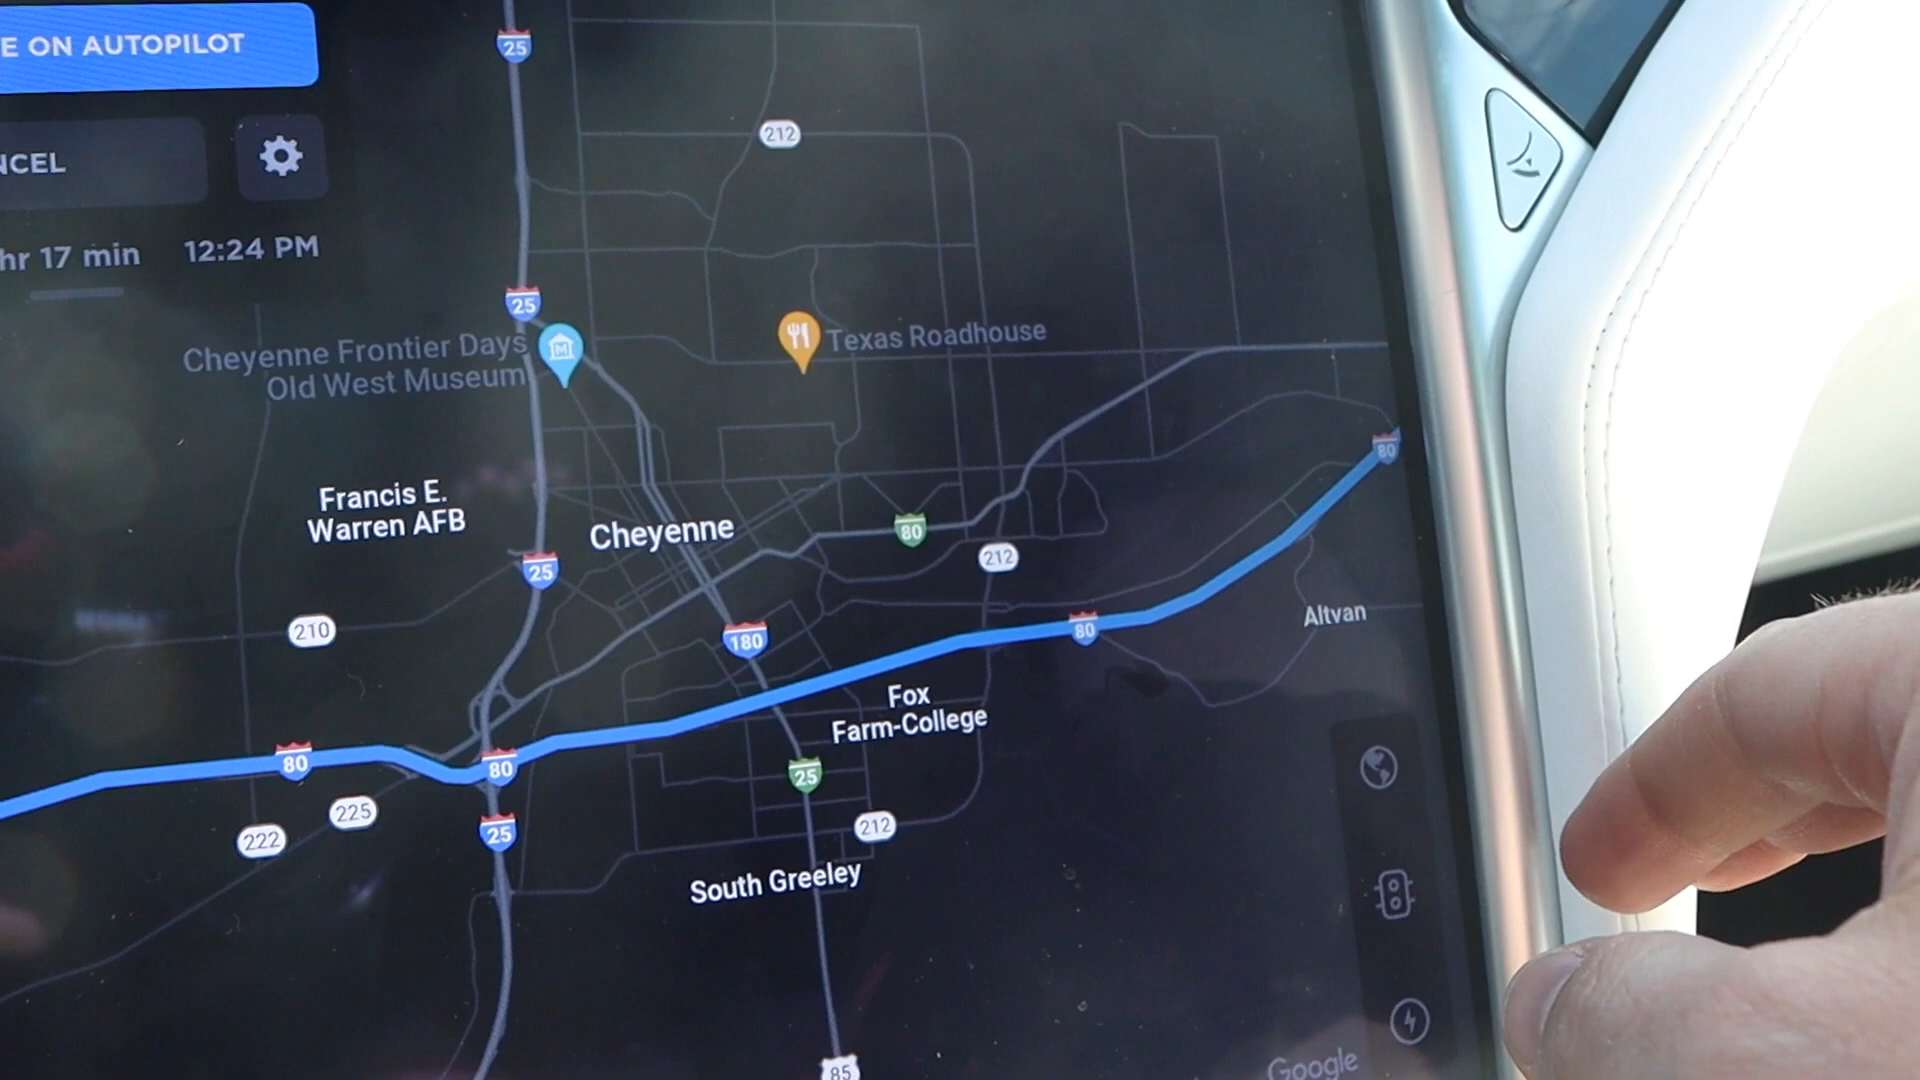 E ON AUTOPILOT
25
212
NCEL
hr 17 min 12:24 PM
25
Cheyenne Frontier Days
Old West Museum
M
Texas Roadhouse
80
Francis E.
Warren AFB
Cheyenne
80
212
25
210
180
80
Altvan
Fox
Farm-College
80
80
25
225
222
25
212
South Greeley
85
Google